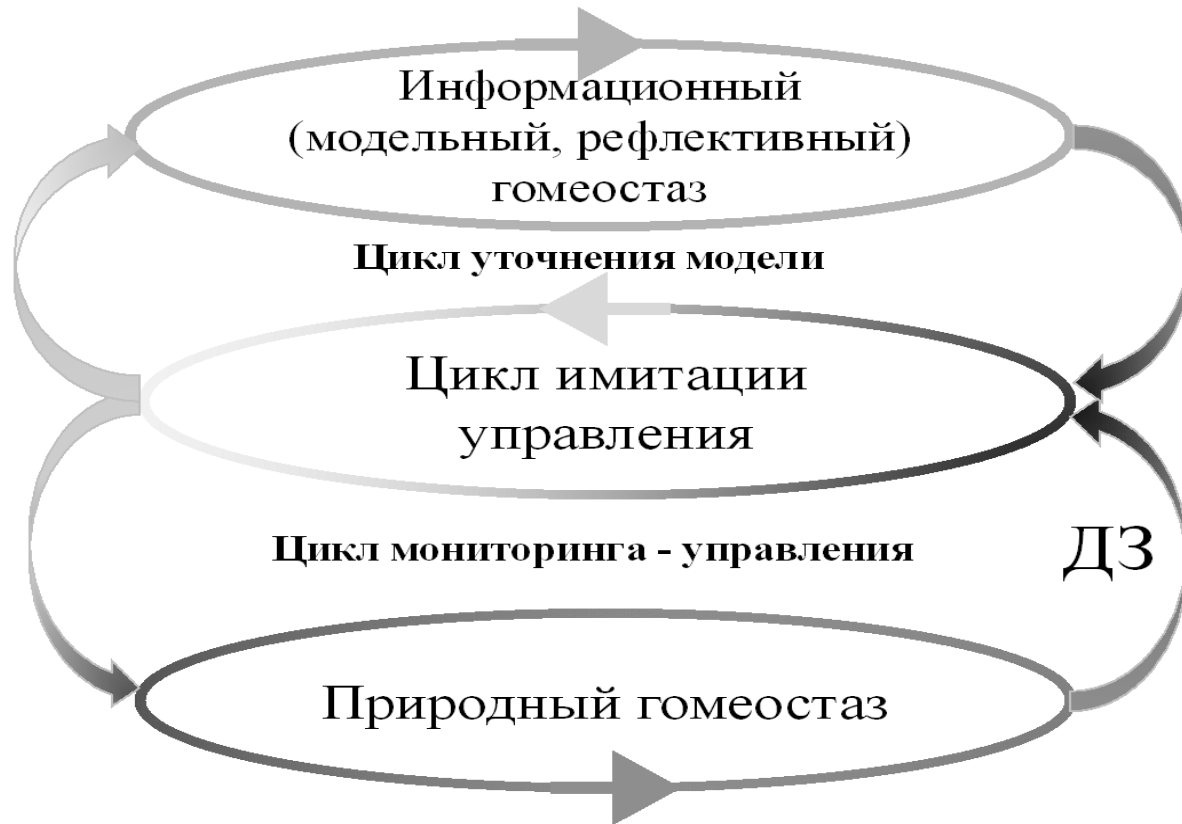 Информационный
(модельный, рефлективный)
гомеостаз
Цикл уточнения модели
Цикл имитации
управления
Цикл мониторинга - управления
ДЗ
Природный гомеостаз